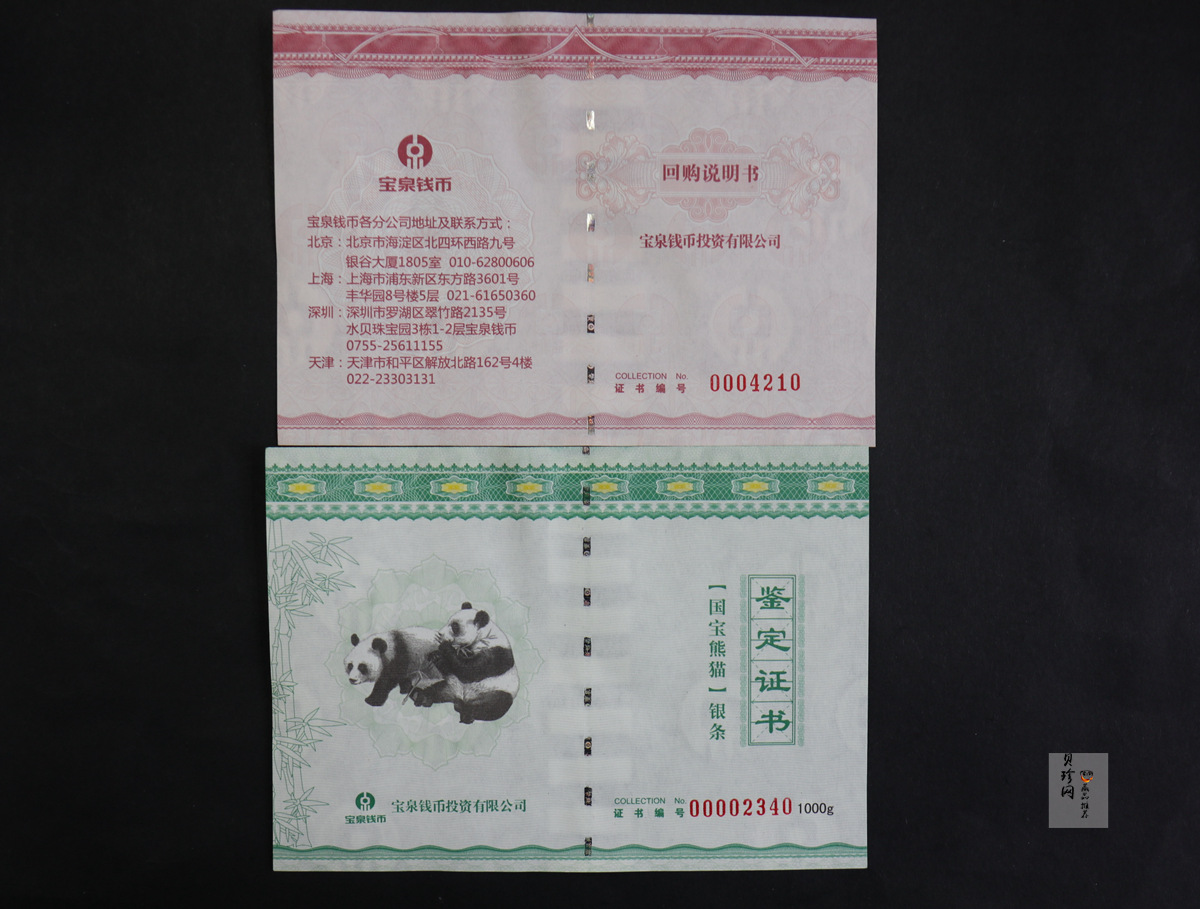 宝泉钱币
宝泉钱币各分公司地址及联系方式：
北京：北京市海淀区北四环西路九号
银谷大厦1805室 010-62800606
上海：上海市浦东新区东方路3601号
丰华园8号楼5层 021-61650360
深圳：深圳市罗湖区翠竹路2135号
水贝珠宝园3栋1-2层宝泉钱币
0755-25611155
天津：天津市和平区解放北路162号4楼
022-23303131
回购说明书
宝泉钱币投资有限公司
COLLECTION No.
证书编号 0004210
鉴定证书
【国宝熊猫】银条
宝泉钱币
宝泉钱币投资有限公司
COLLECTION No.
证书编号 00002340 1000g
贝珍网
藏品推荐